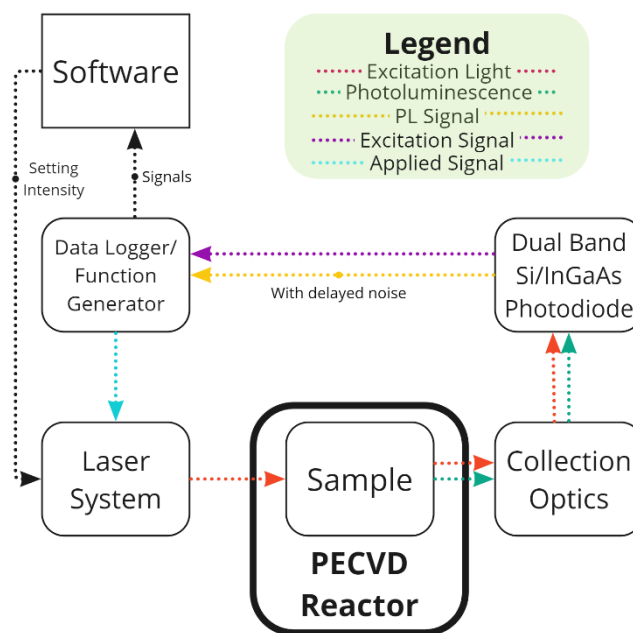 Software
Legend
Excitation Light
Photoluminescence
PL Signal
Excitation Signal
Applied Signal
Setting
Intensity
Signals
Data Logger/
Function
Generator
With delayed noise
Dual Band
Si/InGaAs
Photodiode
Laser
System
Sample
Collection
Optics
PECVD
Reactor